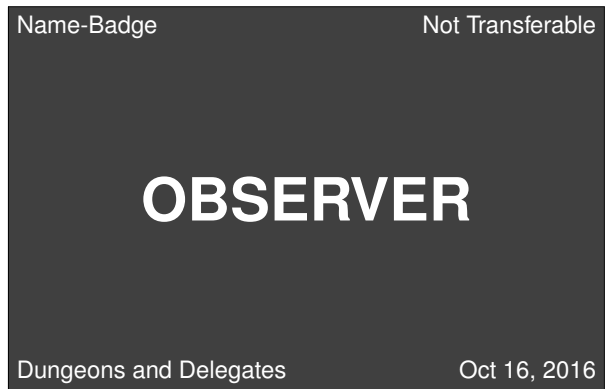 Name-Badge Not Transferable
OBSERVER
Dungeons and Delegates Oct 16, 2016